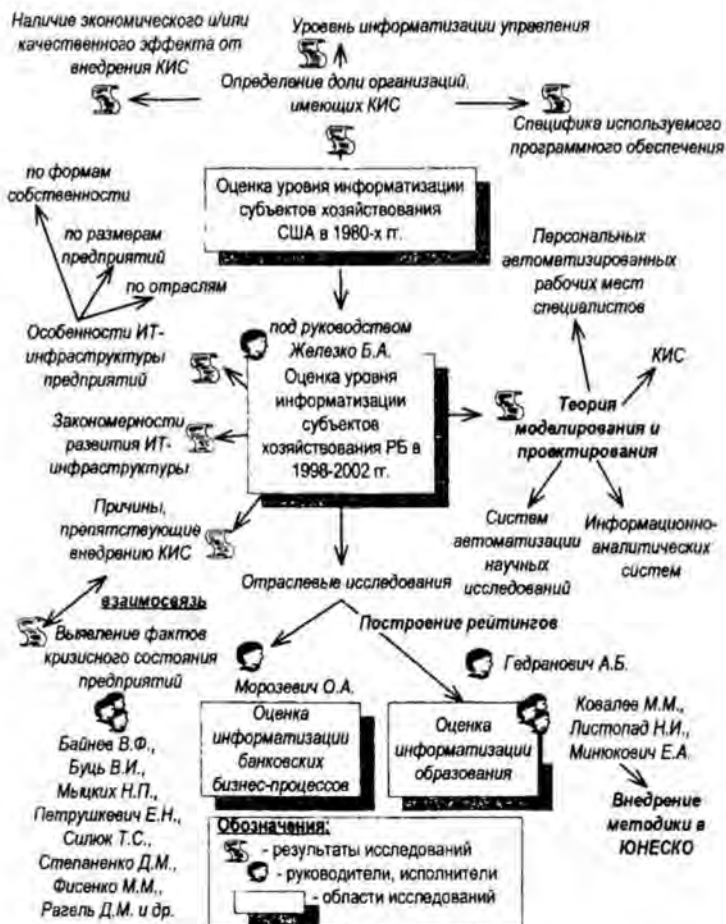 Наличие экономического и/или
качественного эффекта от
внедрения КИС
Уровень информатизации управления
Определение доли организаций,
имеющих КИС
Специфика используемого
программного обеспечения
Оценка уровня информатизации
субъектов хозяйствования
США в 1980-х гг.
по формам
собственности
по размерам
предприятий
по отраслям
Особенности ИТ-
инфраструктуры
предприятий
под руководством
Железко Б.А.
Оценка уровня
информатизации
субъектов
хозяйствования РБ в
1998-2002 гг.
Персональных
автоматизированных
рабочих мест
специалистов
КИС
Теория
моделирования и
проектирования
Систем
автоматизации
научных
исследований
Информационно-
аналитических
систем
Закономерности
развития ИТ-
инфраструктуры
Причины,
препятствующие
внедрению КИС
взаимосвязь
Выявление фактов
кризисного состояния
предприятий
Байнев В.Ф.,
Буць В.И.,
Мыцких Н.П.,
Петрушкевич Е.Н.,
Силюк Т.С.,
Степаненко Д.М.,
Фисенко М.М.,
Рагель Д.М. и др.
Отраслевые исследования
Построение рейтингов
Морозевич О.А.
Оценка
информатизации
банковских
бизнес-процессов
Гедранович А.Б.
Оценка
информатизации
образования
Ковалев М.М.,
Листопад Н.И.,
Минюкович Е.А.
Внедрение
методики в
ЮНЕСКО
Обозначения:
- результаты исследований
- руководители, исполнители
- области исследований